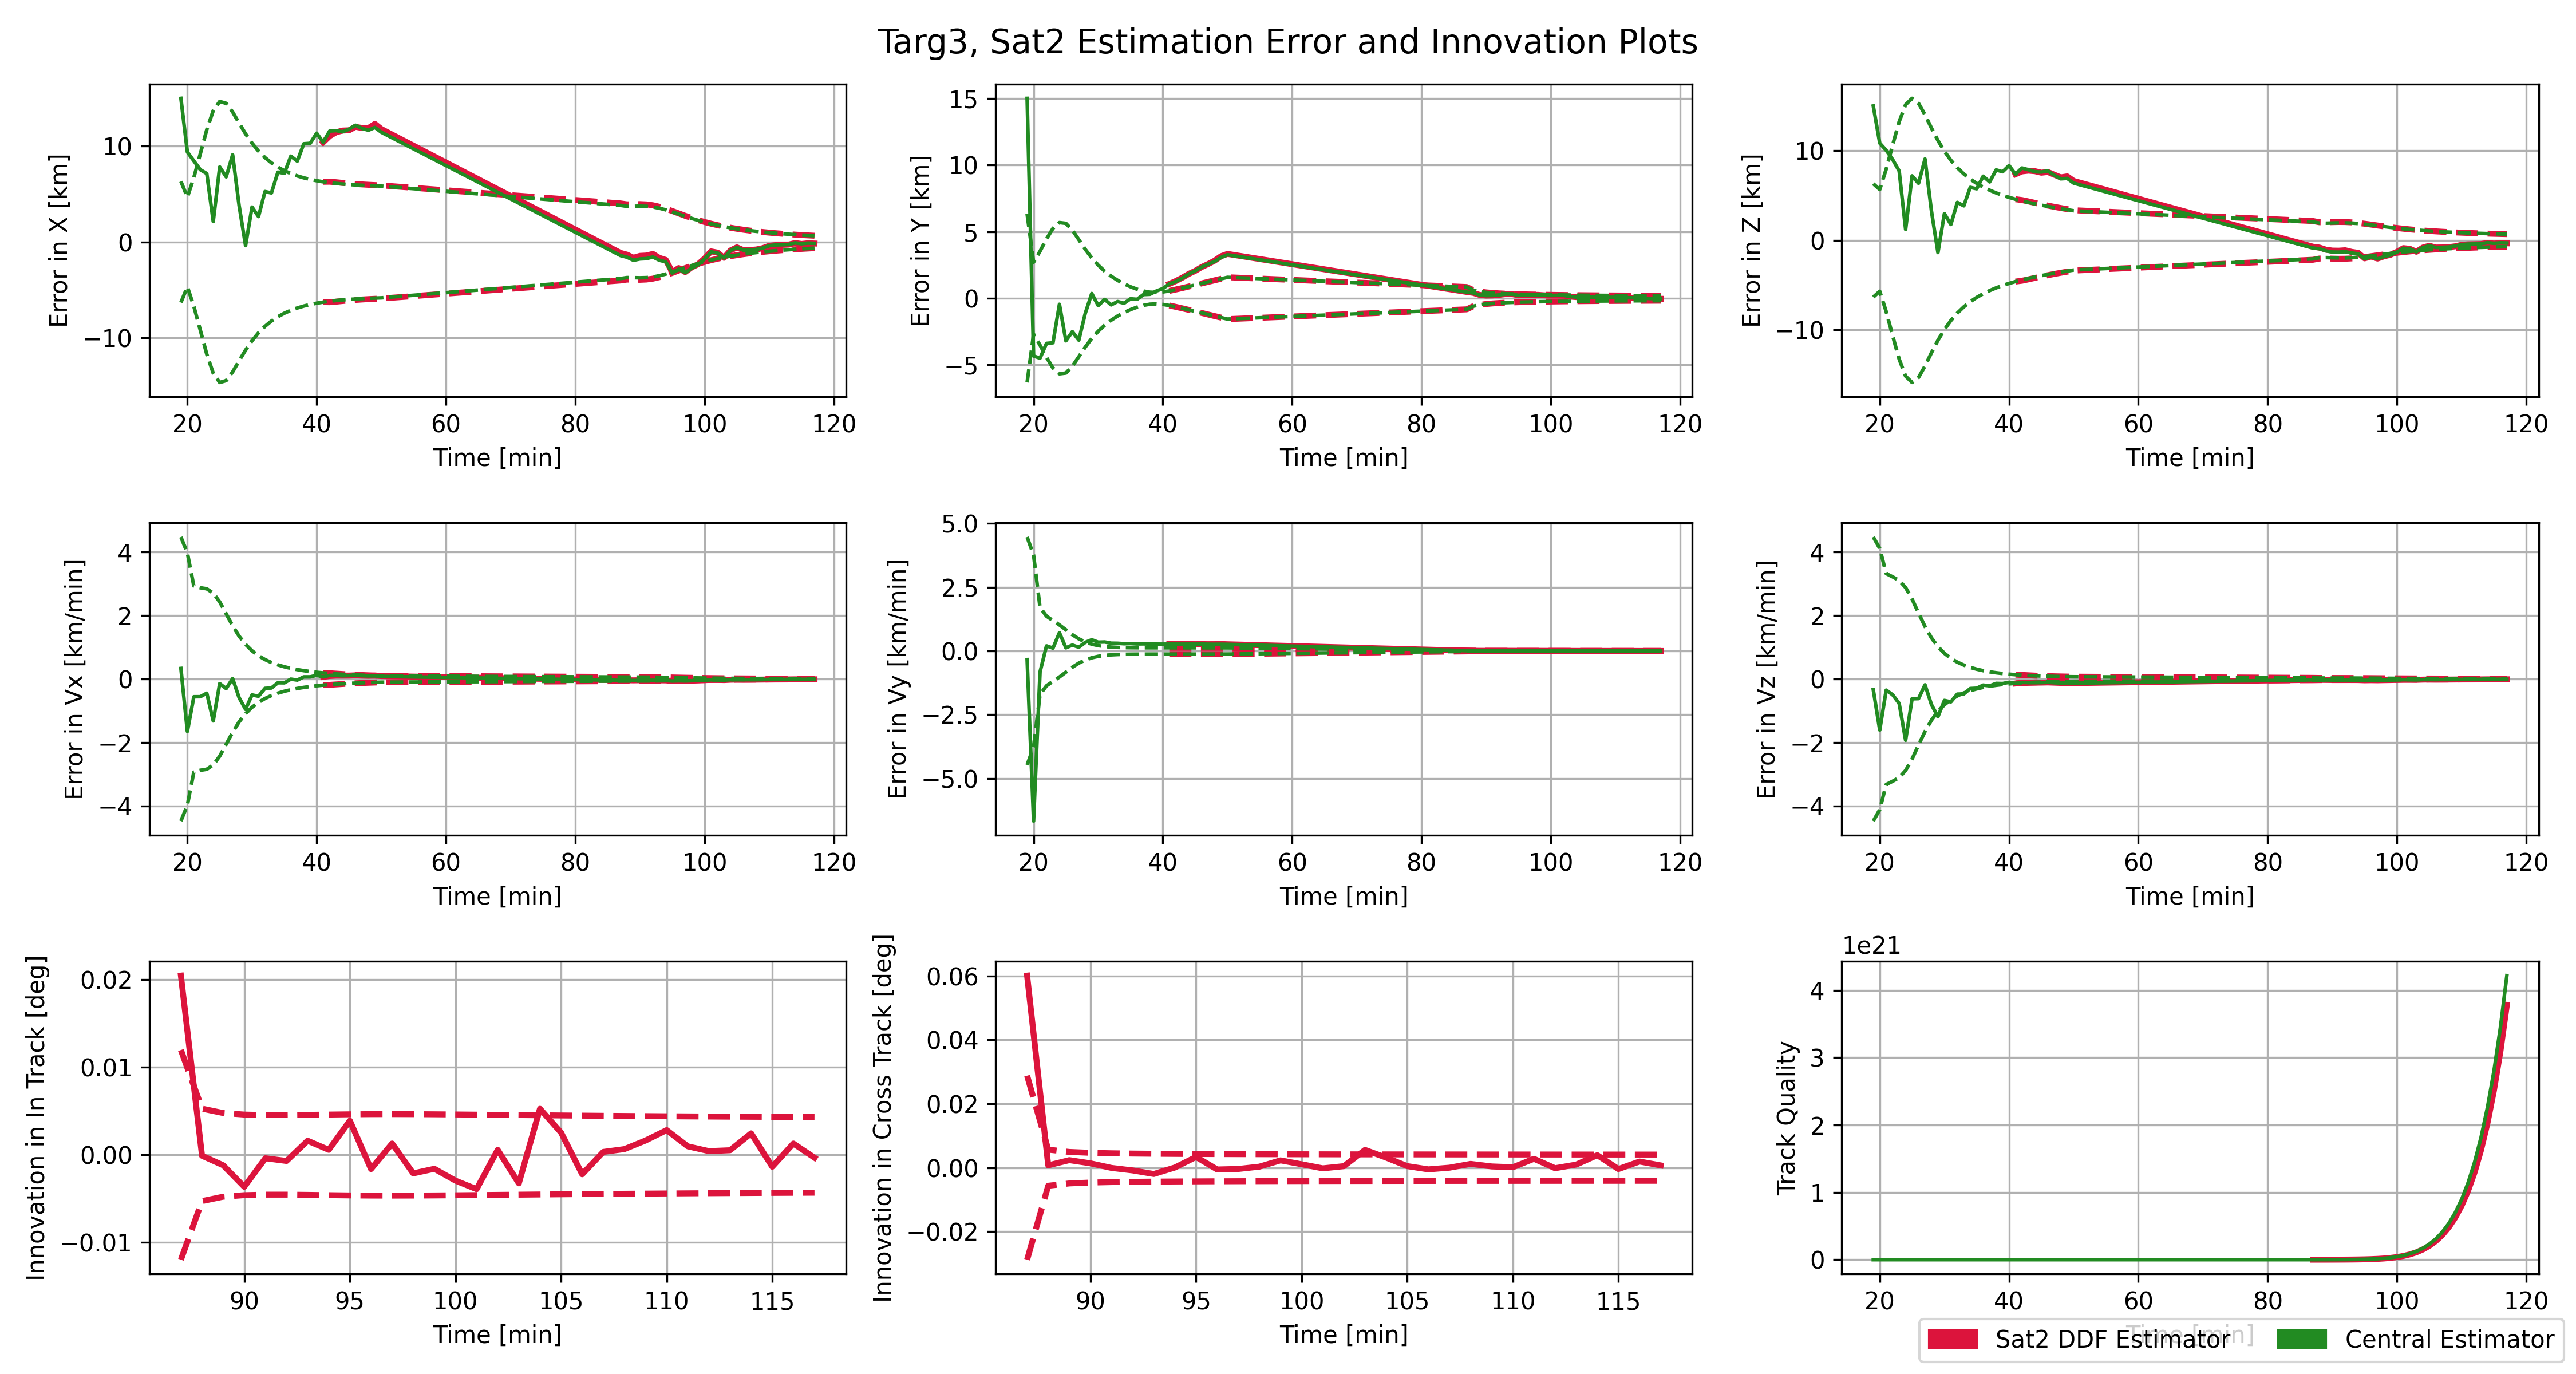 Targ3, Sat2 Estimation Error and Innovation Plots
Error in X [km]
10
0
−10
20 40 60 80 100 120
Time [min]
Error in Y [km]
15
10
5
0
−5
20 40 60 80 100 120
Time [min]
Error in Z [km]
10
0
−10
20 40 60 80 100 120
Time [min]
Error in Vx [km/min]
4
2
0
−2
−4
20 40 60 80 100 120
Time [min]
Error in Vy [km/min]
5.0
2.5
0.0
−2.5
−5.0
20 40 60 80 100 120
Time [min]
Error in Vz [km/min]
4
2
0
−2
−4
20 40 60 80 100 120
Time [min]
Innovation in In Track [deg]
0.02
0.01
0.00
−0.01
90 95 100 105 110 115
Time [min]
Innovation in Cross Track [deg]
0.06
0.04
0.02
0.00
−0.02
90 95 100 105 110 115
Time [min]
1e21
Track Quality
4
3
2
1
0
20 40 60 80 100 120
Time [min]
Sat2 DDF Estimator
Central Estimator